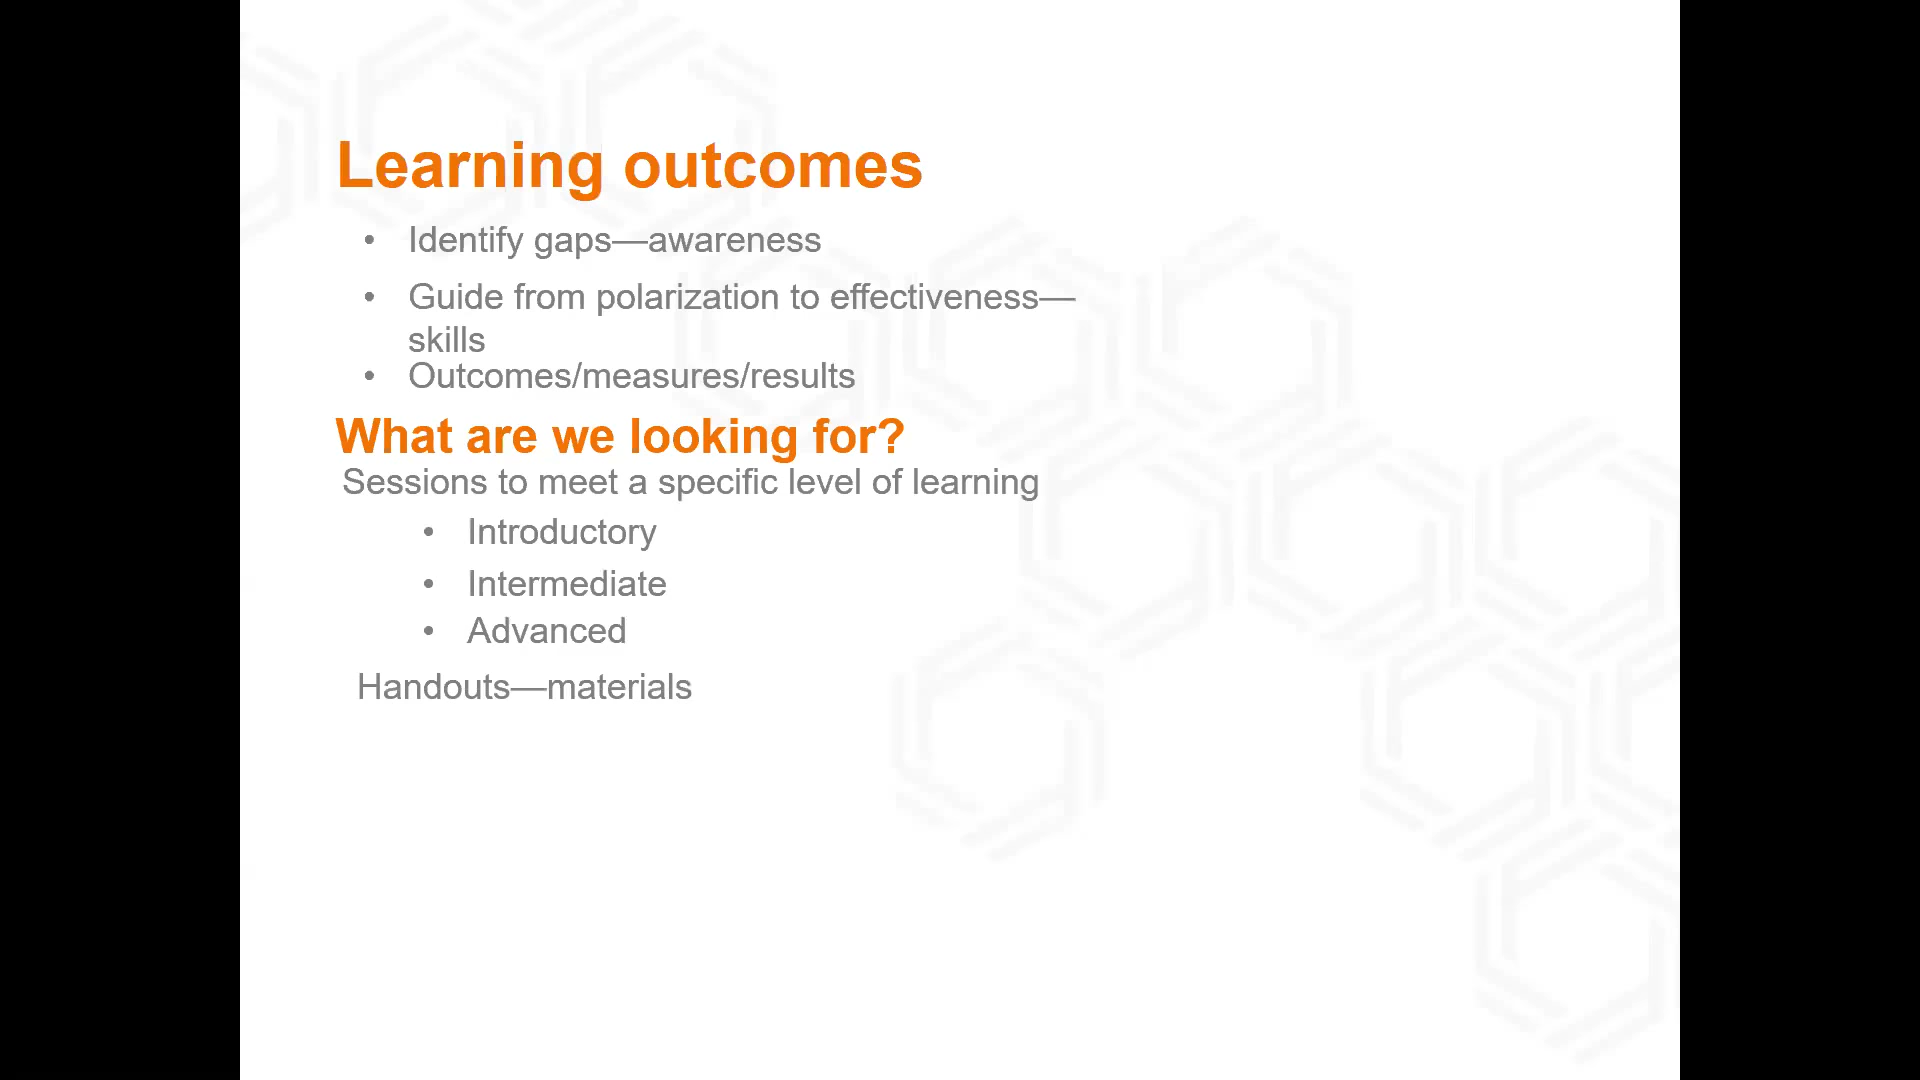 Learning outcomes
• Identify gaps—awareness
• Guide from polarization to effectiveness—
skills
• Outcomes/measures/results
What are we looking for?
Sessions to meet a specific level of learning
• Introductory
• Intermediate
• Advanced
Handouts—materials